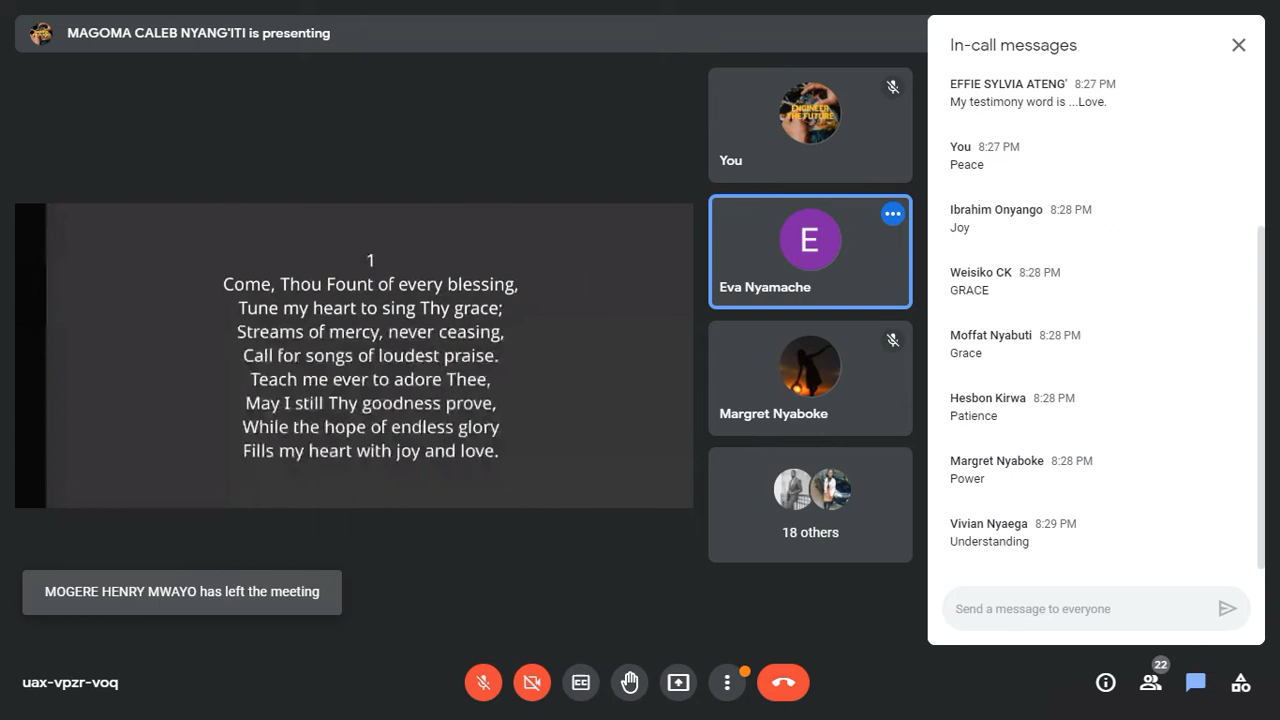 MAGOMA CALEB NYANG'ITI is presenting
1
Come, Thou Fount of every blessing,
Tune my heart to sing Thy grace;
Streams of mercy, never ceasing,
Call for songs of loudest praise.
Teach me ever to adore Thee,
May I still Thy goodness prove,
While the hope of endless glory
Fills my heart with joy and love.
MOGERE HENRY MWAYO has left the meeting
ENGINEER
THE FUTURE
You
E
Eva Nyamache
Margret Nyaboke
18 others
In-call messages
EFFIE SYLVIA ATENG' 8:27 PM
My testimony word is ...Love.
You 8:27 PM
Peace
Ibrahim Onyango 8:28 PM
Joy
Weisiko CK 8:28 PM
GRACE
Moffat Nyabuti 8:28 PM
Grace
Hesbon Kirwa 8:28 PM
Patience
Margret Nyaboke 8:28 PM
Power
Vivian Nyaega 8:29 PM
Understanding
Send a message to everyone
uax-vpzr-voq
CC
22